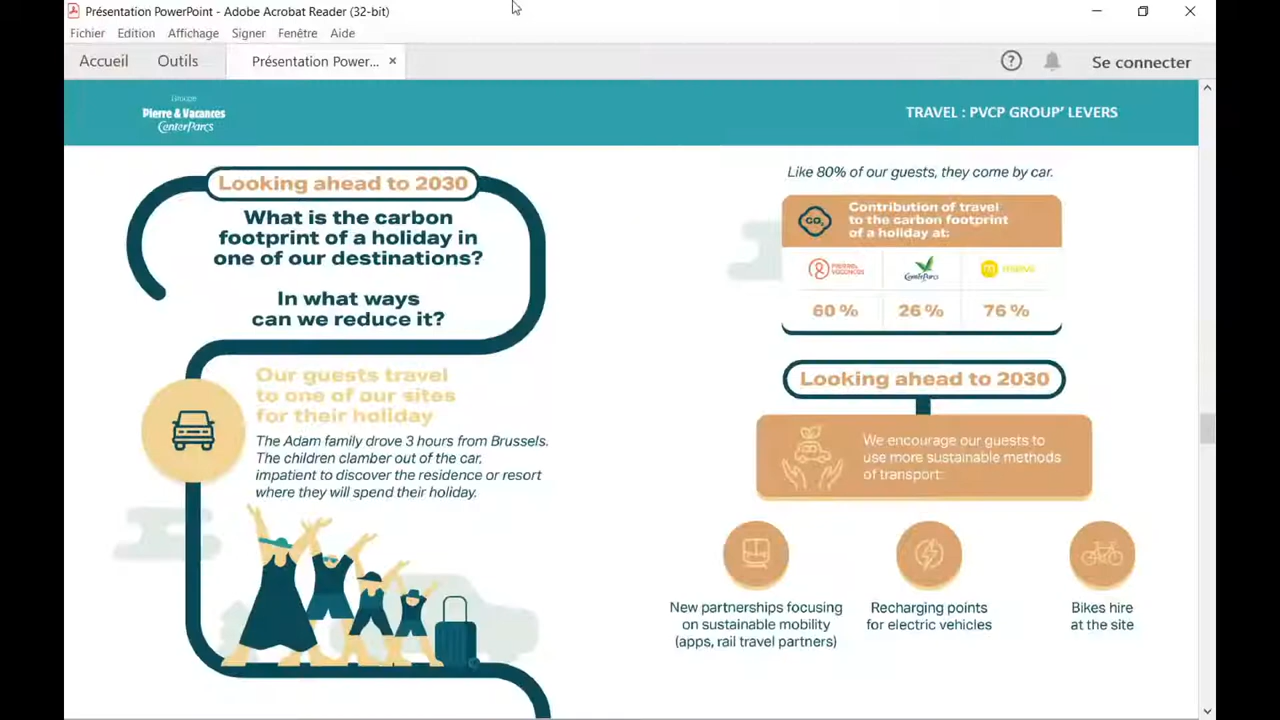 Présentation PowerPoint - Adobe Acrobat Reader (32-bit)
Fichier Edition Affichage Signer Fenêtre Aide
Accueil Outils Présentation Power... × Se connecter
Groupe
Pierre & Vacances
CenterParcs
TRAVEL : PVCP GROUP' LEVERS
Looking ahead to 2030
What is the carbon
footprint of a holiday in
one of our destinations?
In what ways
can we reduce it?
Our guests travel
to one of our sites
for their holiday
The Adam family drove 3 hours from Brussels.
The children clamber out of the car,
impatient to discover the residence or resort
where they will spend their holiday.
Like 80% of our guests, they come by car.
CO₂
Contribution of travel
to the carbon footprint
of a holiday at:
PIERRE & VACANCES CenterParcs maeva
60 % 26 % 76 %
Looking ahead to 2030
We encourage our guests to
use more sustainable methods
of transport:
New partnerships focusing
on sustainable mobility
(apps, rail travel partners)
Recharging points
for electric vehicles
Bikes hire
at the site